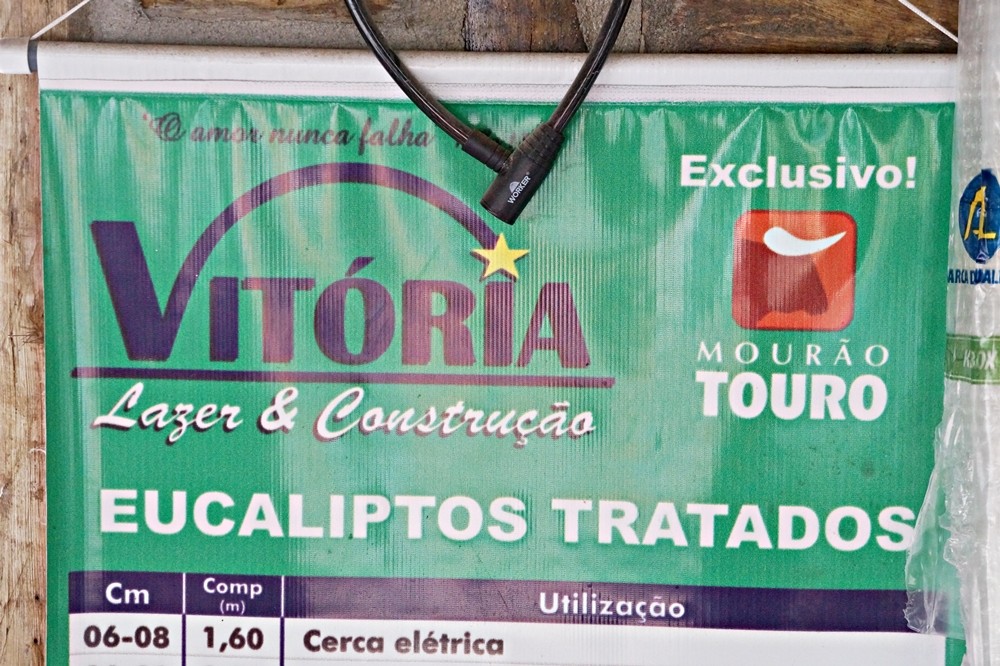 "O amor nunca falha
WORKER
Exclusivo!
VITÓRIA
Lazer & Construção
MOURÃO
TOURO
EUCALIPTOS TRATADOS
Cm Comp (m) Utilização
06-08 1,60 Cerca elétrica